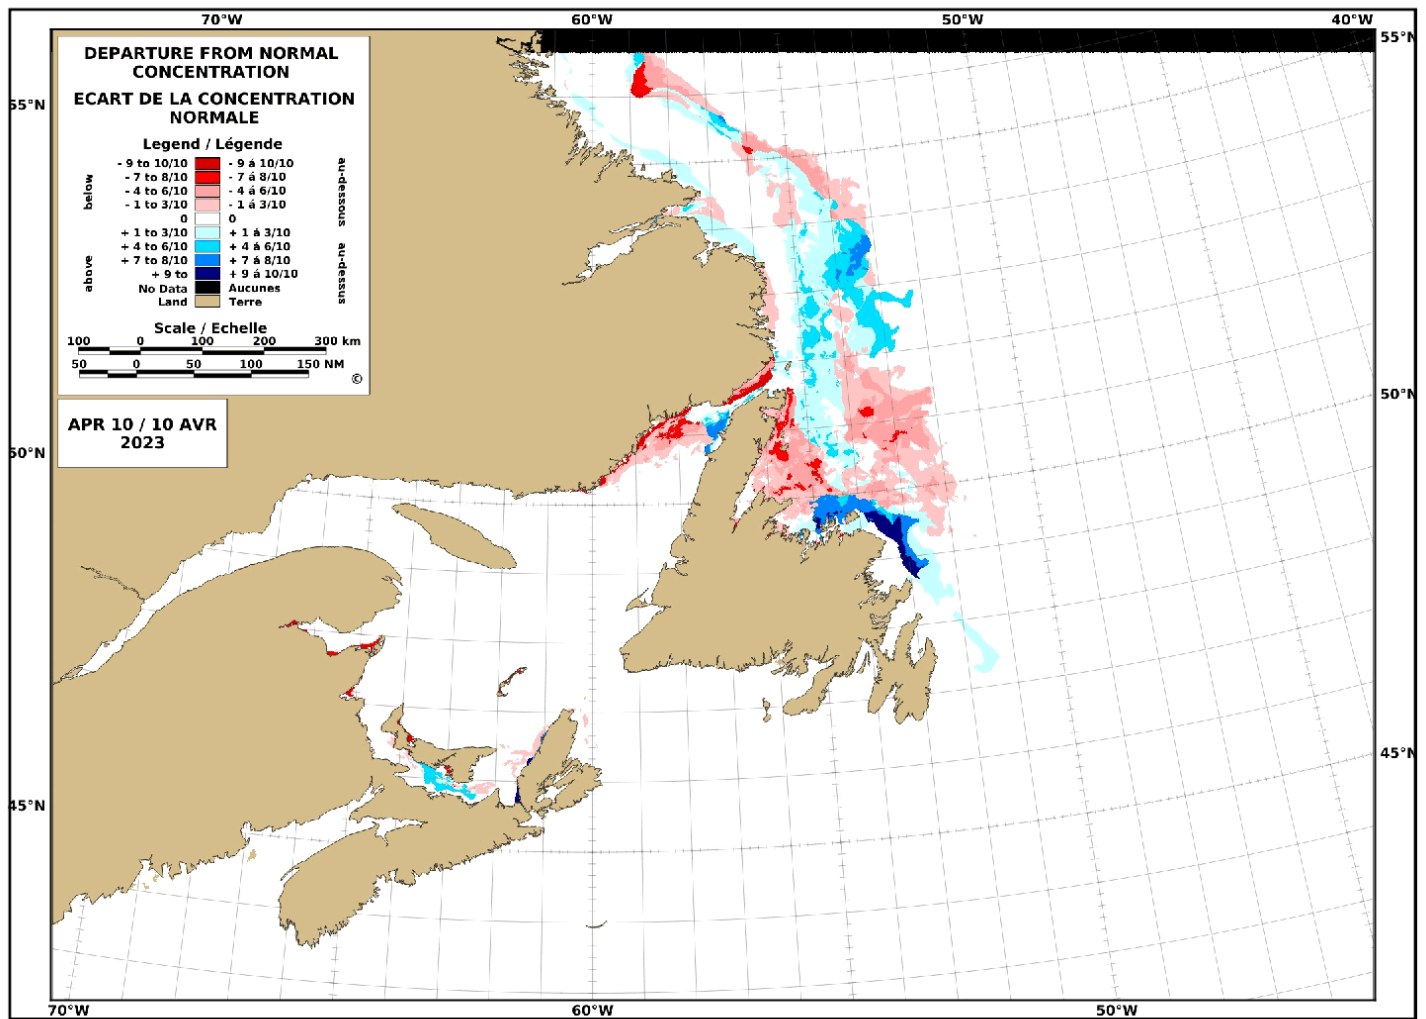 70°W 60°W 50°W 40°W
55°N
DEPARTURE FROM NORMAL
CONCENTRATION
ECART DE LA CONCENTRATION
NORMALE
55°N
Legend / Légende
- 9 to 10/10 - 9 á 10/10
- 7 to 8/10 - 7 á 8/10
- 4 to 6/10 - 4 á 6/10
- 1 to 3/10 - 1 á 3/10
below
au-dessous
0 0
+ 1 to 3/10 + 1 á 3/10
+ 4 to 6/10 + 4 á 6/10
+ 7 to 8/10 + 7 á 8/10
+ 9 to + 9 á 10/10
above
au-dessus
No Data Aucunes
Land Terre
Scale / Echelle
100 0 100 200 300 km
50 0 50 100 150 NM
©
50°N
APR 10 / 10 AVR
2023
50°N
45°N
45°N
70°W 60°W 50°W